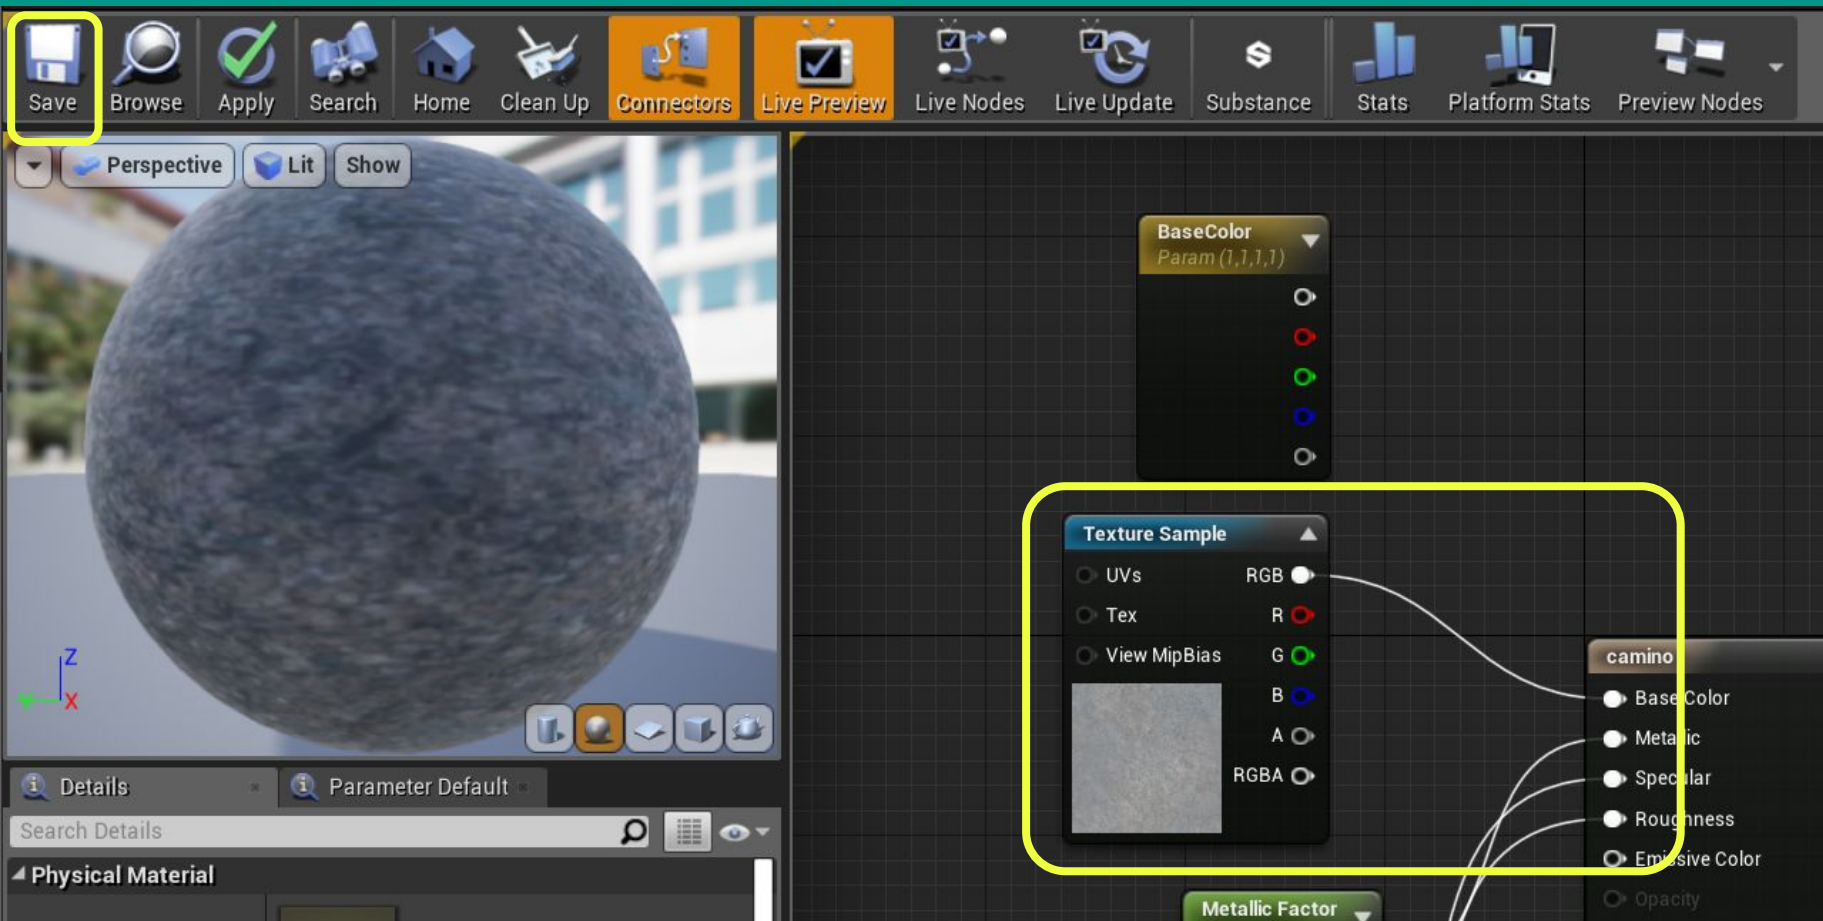 Save
Browse
Apply
Search
Home
Clean Up
Connectors
Live Preview
Live Nodes
Live Update
Substance
Stats
Platform Stats
Preview Nodes
Perspective
Lit
Show
Z
Y
X
BaseColor
Param (1,1,1,1)
Texture Sample
UVs
RGB
Tex
R
View MipBias
G
B
A
RGBA
camino
Base Color
Metallic
Specular
Roughness
Emissive Color
Opacity
Metallic Factor
Details
Parameter Default
Search Details
Physical Material